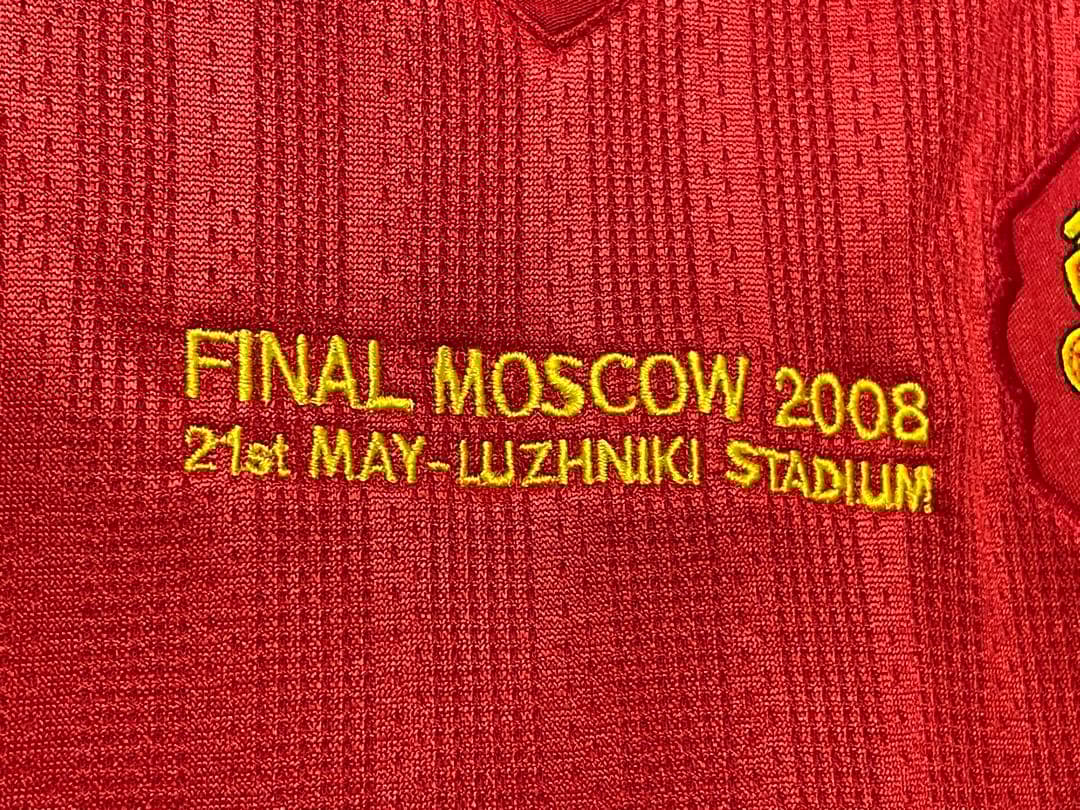 FINAL MOSCOW 2008
21st MAY-LUZHNIKI STADIUM